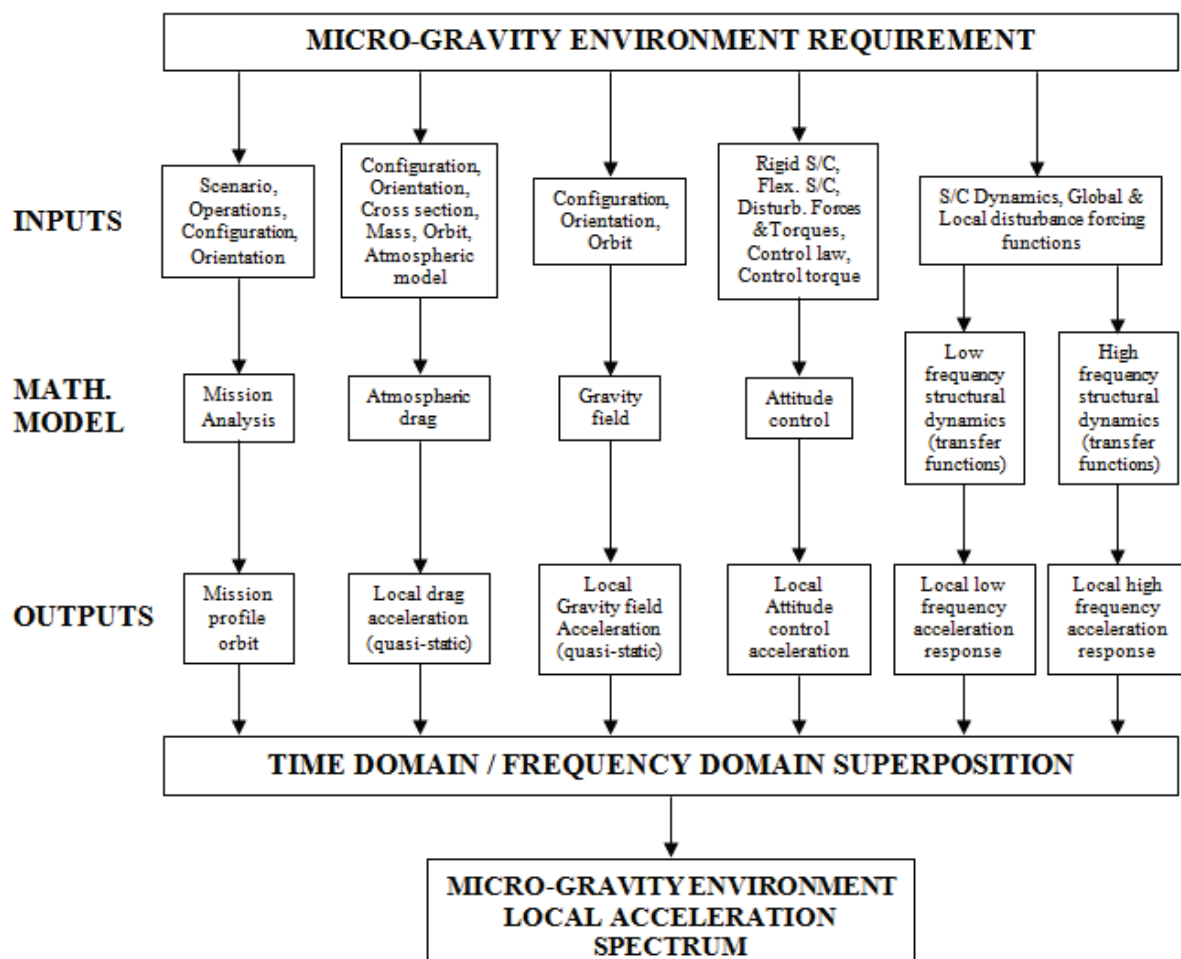 MICRO-GRAVITY ENVIRONMENT REQUIREMENT
INPUTS
Scenario,
Operations,
Configuration,
Orientation
Configuration,
Orientation,
Cross section,
Mass, Orbit,
Atmospheric
model
Configuration,
Orientation,
Orbit
Rigid S/C,
Flex. S/C,
Disturb. Forces
&Torques,
Control law,
Control torque
S/C Dynamics, Global &
Local disturbance forcing
functions
MATH.
MODEL
Mission
Analysis
Atmospheric
drag
Gravity
field
Attitude
control
Low
frequency
structural
dynamics
(transfer
functions)
High
frequency
structural
dynamics
(transfer
functions)
OUTPUTS
Mission
profile
orbit
Local drag
acceleration
(quasi-static)
Local
Gravity field
Acceleration
(quasi-static)
Local
Attitude
control
acceleration
Local low
frequency
acceleration
response
Local high
frequency
acceleration
response
TIME DOMAIN / FREQUENCY DOMAIN SUPERPOSITION
MICRO-GRAVITY ENVIRONMENT
LOCAL ACCELERATION
SPECTRUM